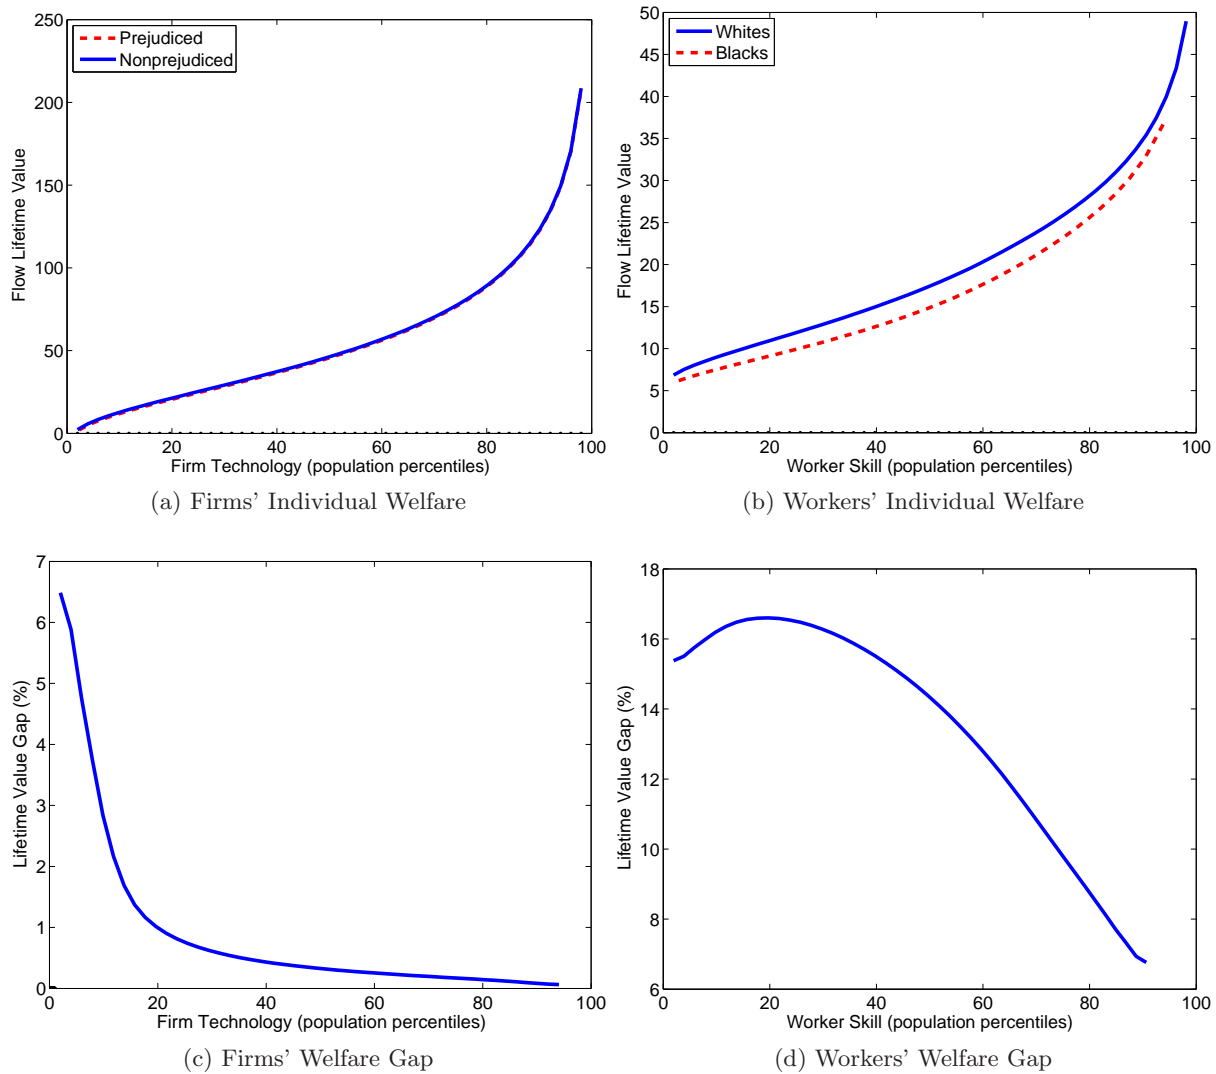 250
200
150
100
50
0
Flow Lifetime Value
Prejudiced
Nonprejudiced
0 20 40 60 80 100
Firm Technology (population percentiles)
(a) Firms' Individual Welfare
50
45
40
35
30
25
20
15
10
5
0
Flow Lifetime Value
Whites
Blacks
0 20 40 60 80 100
Worker Skill (population percentiles)
(b) Workers' Individual Welfare
7
6
5
4
3
2
1
0
Lifetime Value Gap (%)
0 20 40 60 80 100
Firm Technology (population percentiles)
(c) Firms' Welfare Gap
18
16
14
12
10
8
6
Lifetime Value Gap (%)
0 20 40 60 80 100
Worker Skill (population percentiles)
(d) Workers' Welfare Gap